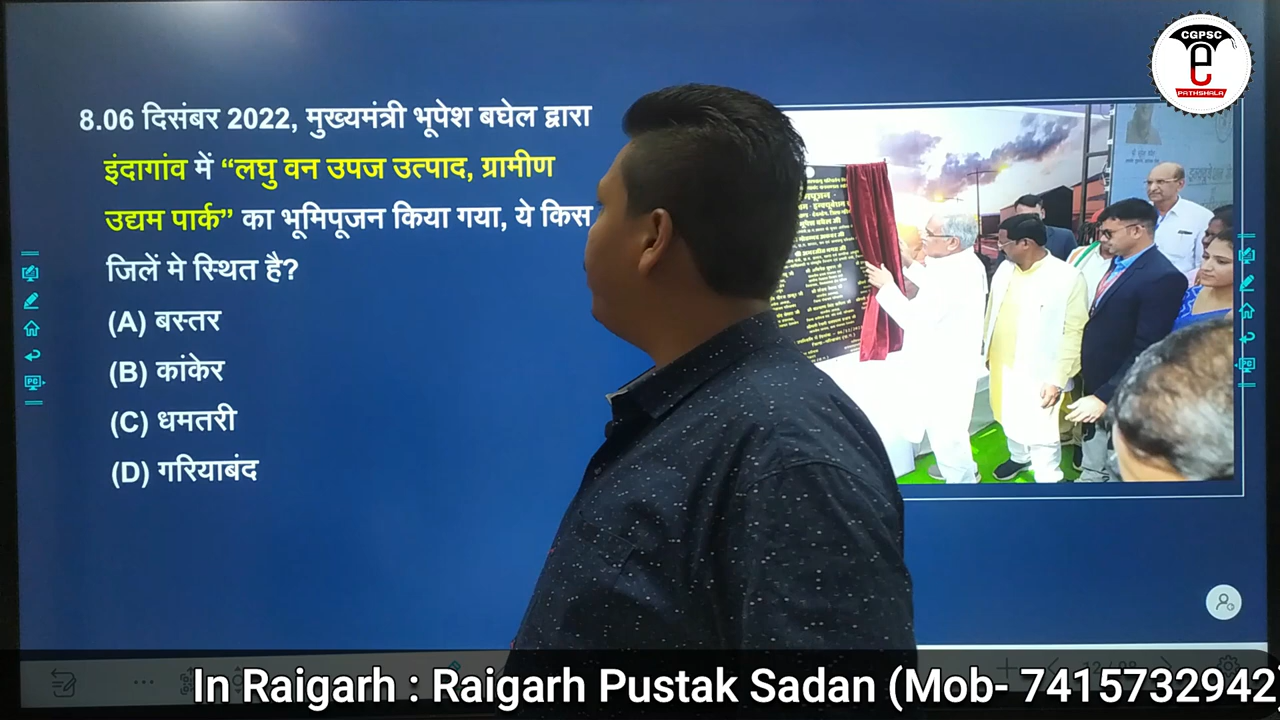 CGPSC
e
PATHSHALA
8.06 दिसंबर 2022, मुख्यमंत्री भूपेश बघेल द्वारा
इंदागांव में “लघु वन उपज उत्पाद, ग्रामीण
उद्यम पार्क” का भूमिपूजन किया गया, ये किस
जिलें मे स्थित है?
(A) बस्तर
(B) कांकेर
(C) धमतरी
(D) गरियाबंद
In Raigarh : Raigarh Pustak Sadan (Mob- 7415732942,